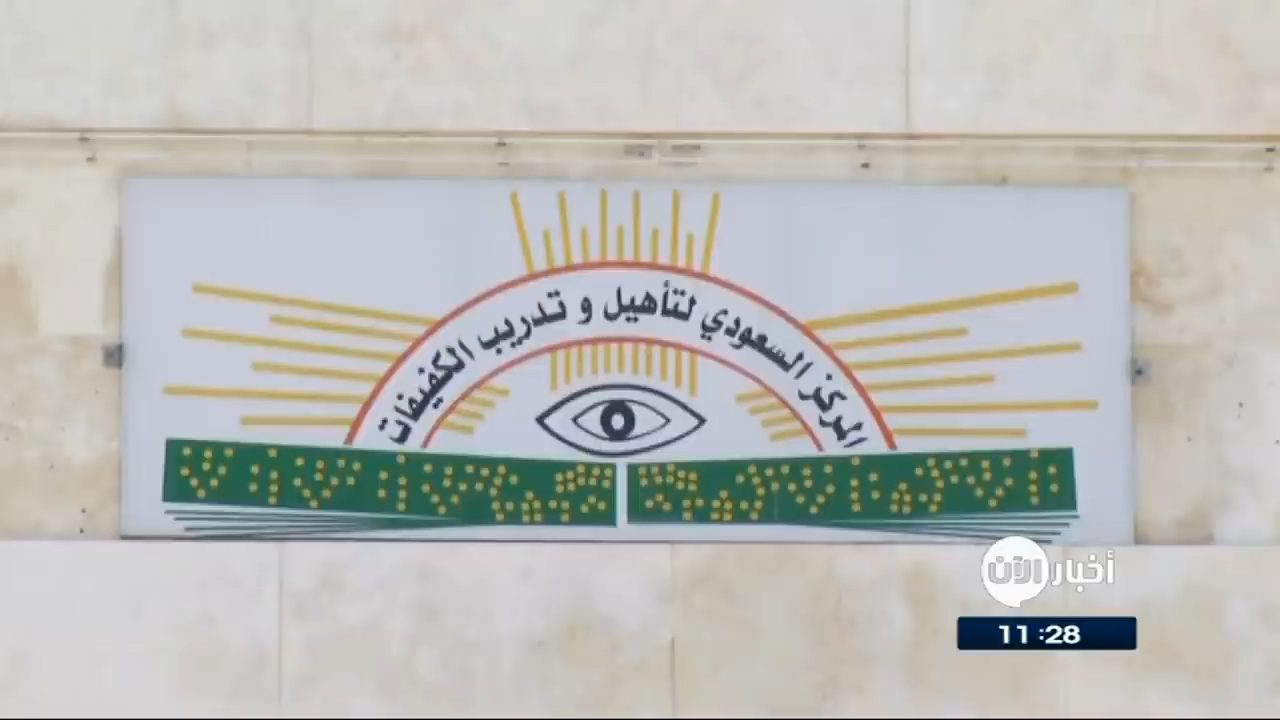 المركز السعودي لتأهيل و تدريب الكفيفات
أخبار الآن
11:28